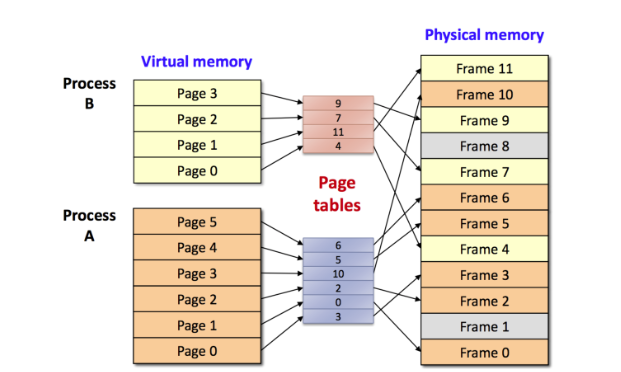 Physical memory
Virtual memory
Process
B
Page 3
Page 2
Page 1
Page 0
9
7
11
4
Page
tables
Process
A
Page 5
Page 4
Page 3
Page 2
Page 1
Page 0
6
5
10
2
0
3
Frame 11
Frame 10
Frame 9
Frame 8
Frame 7
Frame 6
Frame 5
Frame 4
Frame 3
Frame 2
Frame 1
Frame 0